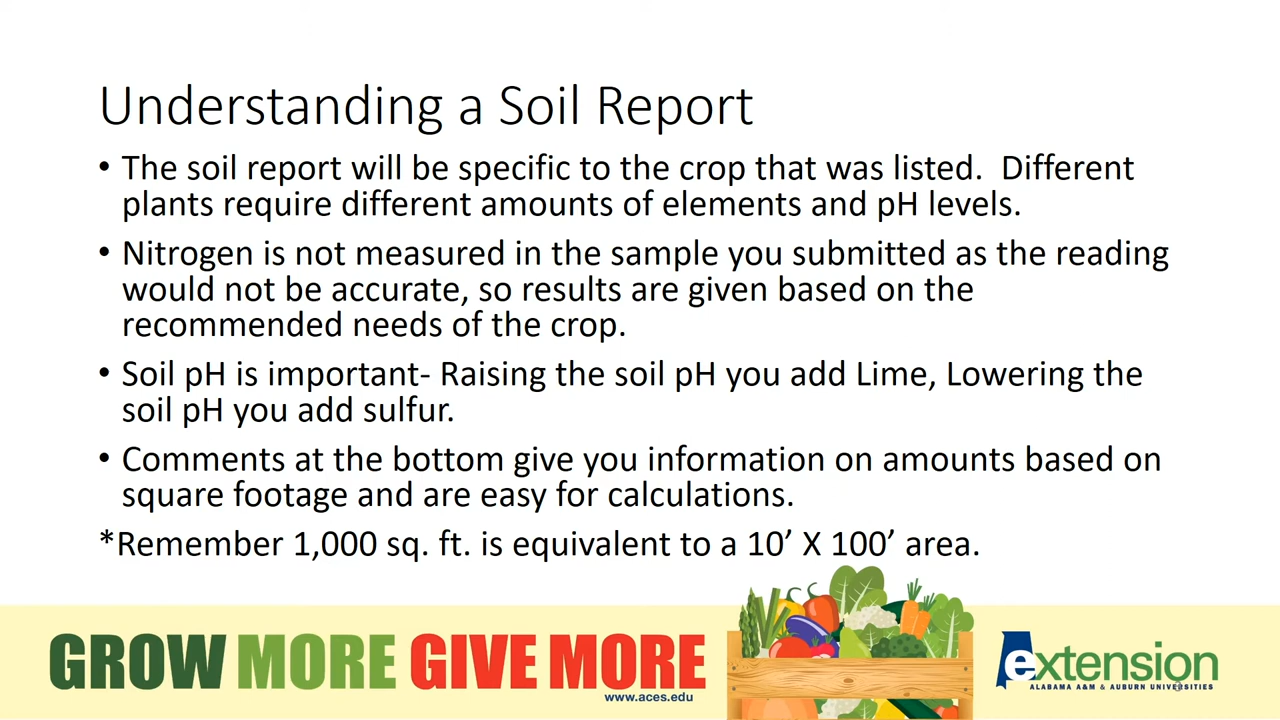 Understanding a Soil Report
• The soil report will be specific to the crop that was listed.  Different
plants require different amounts of elements and pH levels.
• Nitrogen is not measured in the sample you submitted as the reading
would not be accurate, so results are given based on the
recommended needs of the crop.
• Soil pH is important- Raising the soil pH you add Lime, Lowering the
soil pH you add sulfur.
• Comments at the bottom give you information on amounts based on
square footage and are easy for calculations.
*Remember 1,000 sq. ft. is equivalent to a 10’ X 100’ area.
GROW MORE GIVE MORE
www.aces.edu
extension
ALABAMA A&M & AUBURN UNIVERSITIES